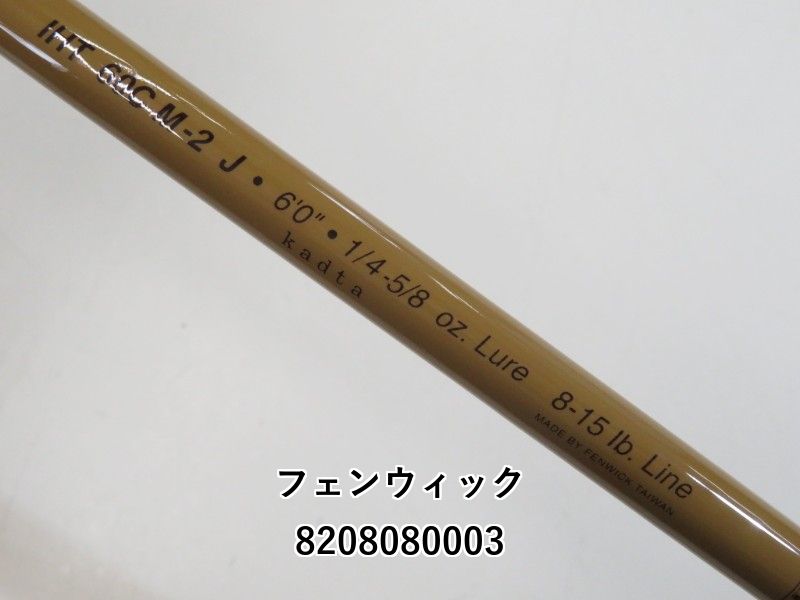 IHT 60C M-2 J • 6'0" • 1/4-5/8 oz. Lure 8-15 lb. Line
kadta
MADE BY FENWICK TAIWAN
フェンウィック
8208080003